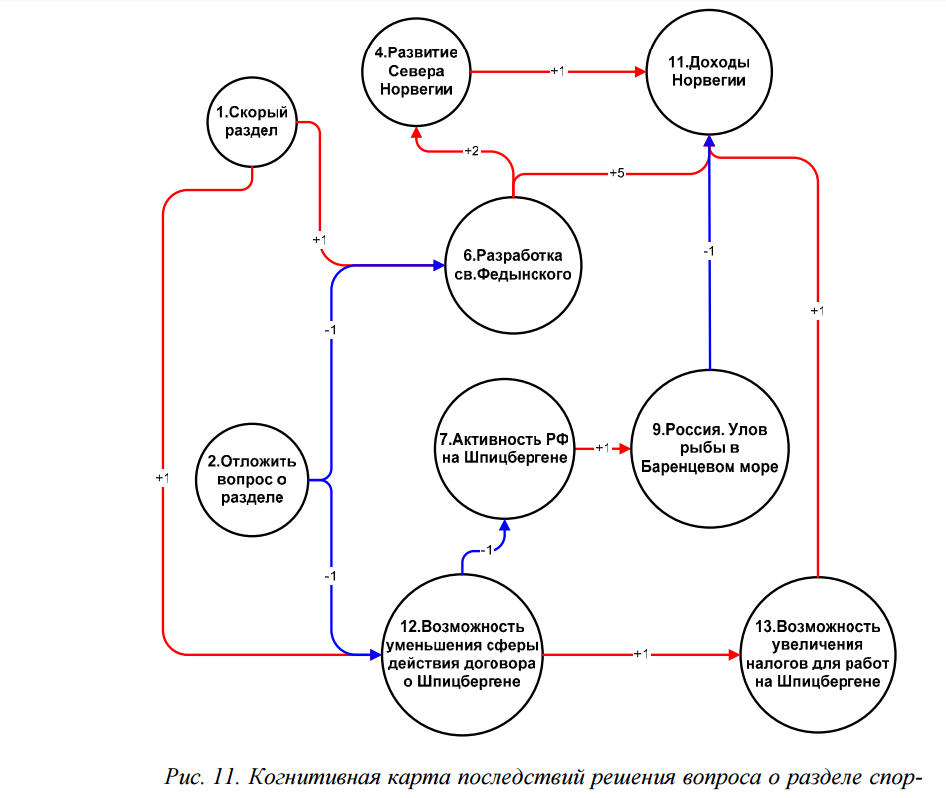 4.Развитие
Севера
Норвегии
+1
11.Доходы
Норвегии
1.Скорый
раздел
+2
+5
+1
6.Разработка
св.Федынского
-1
+1
-1
2.Отложить
вопрос о
разделе
7.Активность РФ
на Шпицбергене
+1
9.Россия. Улов
рыбы в
Баренцевом море
+1
-1
-1
12.Возможность
уменьшения сферы
действия договора
о Шпицбергене
+1
13.Возможность
увеличения
налогов для работ
на Шпицбергене
Рис. 11. Когнитивная карта последствий решения вопроса о разделе спор-